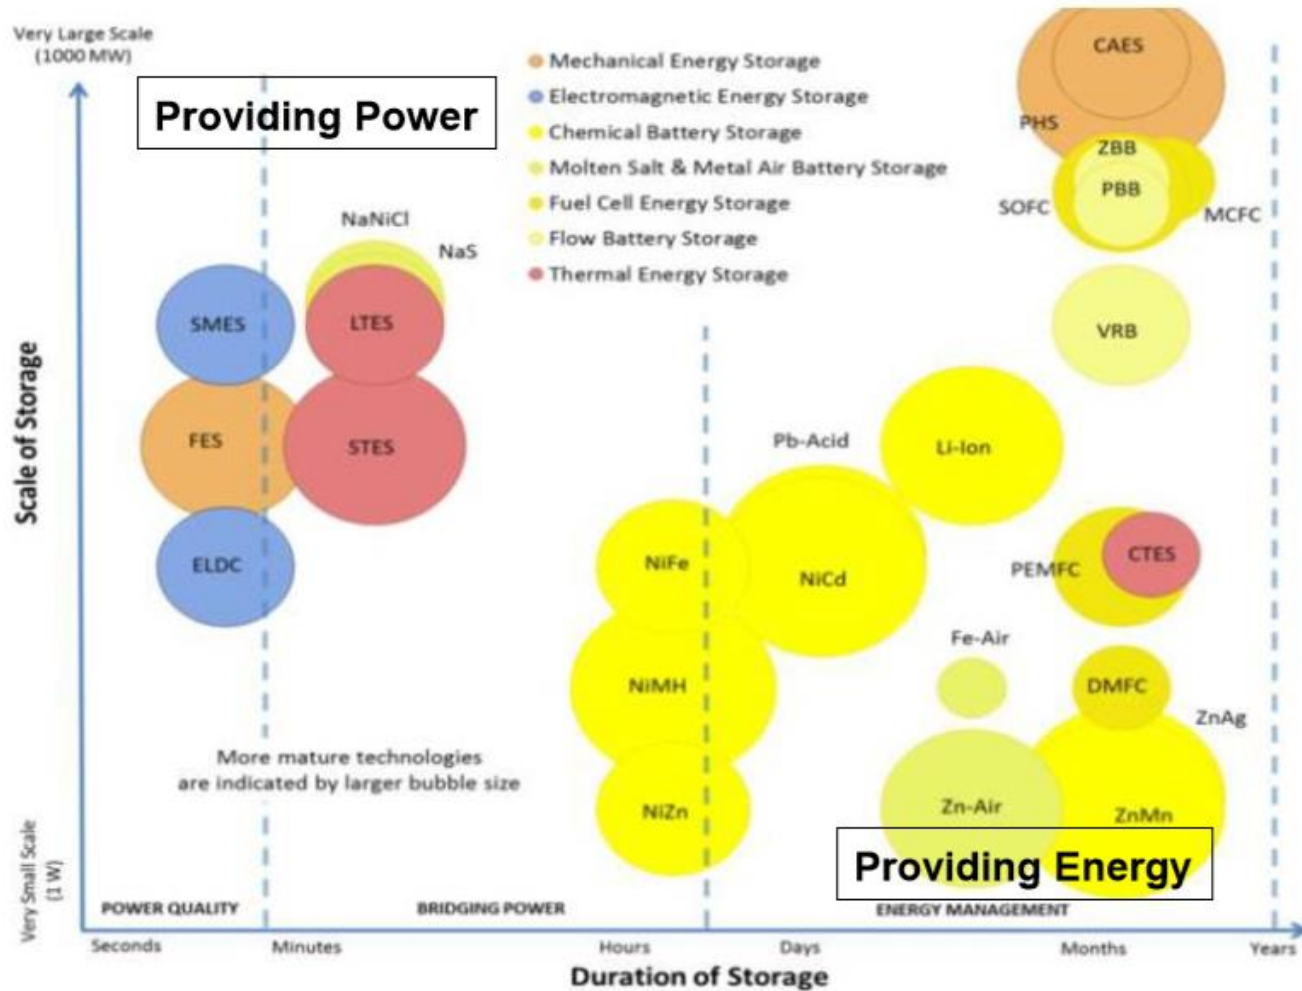 Very Large Scale
(1000 MW)
Providing Power
Mechanical Energy Storage
Electromagnetic Energy Storage
Chemical Battery Storage
Molten Salt & Metal Air Battery Storage
Fuel Cell Energy Storage
Flow Battery Storage
Thermal Energy Storage
CAES
PHS
ZBB
PBB
SOFC
MCFC
NaNiCl
NaS
SMES
LTES
VRB
FES
STES
Pb-Acid
Li-Ion
ELDC
NiFe
NiCd
PEMFC
CTES
Fe-Air
NiMH
DMFC
ZnAg
More mature technologies
are indicated by larger bubble size
NiZn
Zn-Air
ZnMn
Providing Energy
Scale of Storage
Very Small Scale
(1 W)
POWER QUALITY
BRIDGING POWER
ENERGY MANAGEMENT
Seconds
Minutes
Hours
Days
Months
Years
Duration of Storage